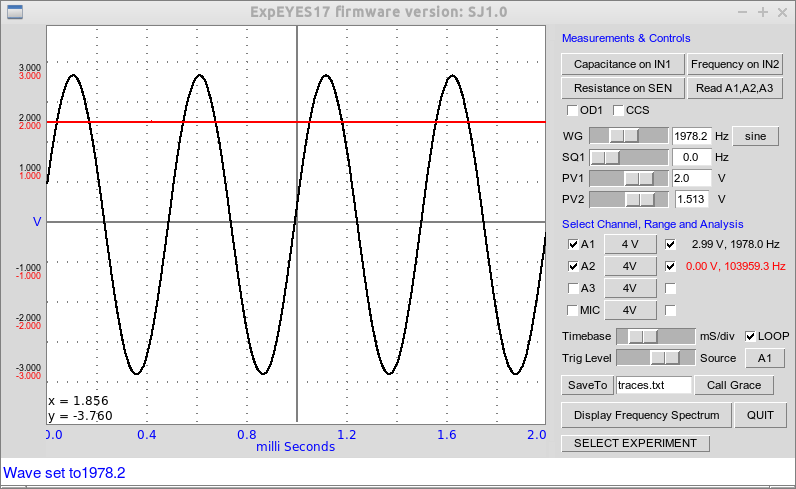 ExpEYES17 firmware version: SJ1.0
3.000
3.000
2.000
2.000
1.000
1.000
V
-1.000
-1.000
-2.000
-2.000
-3.000
-3.000
x = 1.856
y = -3.760
0.0 0.4 0.8 1.2 1.6 2.0
milli Seconds
Measurements & Controls
Capacitance on IN1 Frequency on IN2
Resistance on SEN Read A1,A2,A3
OD1 CCS
WG 1978.2 Hz sine
SQ1 0.0 Hz
PV1 2.0 V
PV2 1.513 V
Select Channel, Range and Analysis
A1 4 V 2.99 V, 1978.0 Hz
A2 4V 0.00 V, 103959.3 Hz
A3 4V
MIC 4V
Timebase mS/div LOOP
Trig Level Source A1
SaveTo traces.txt Call Grace
Display Frequency Spectrum QUIT
SELECT EXPERIMENT
Wave set to1978.2